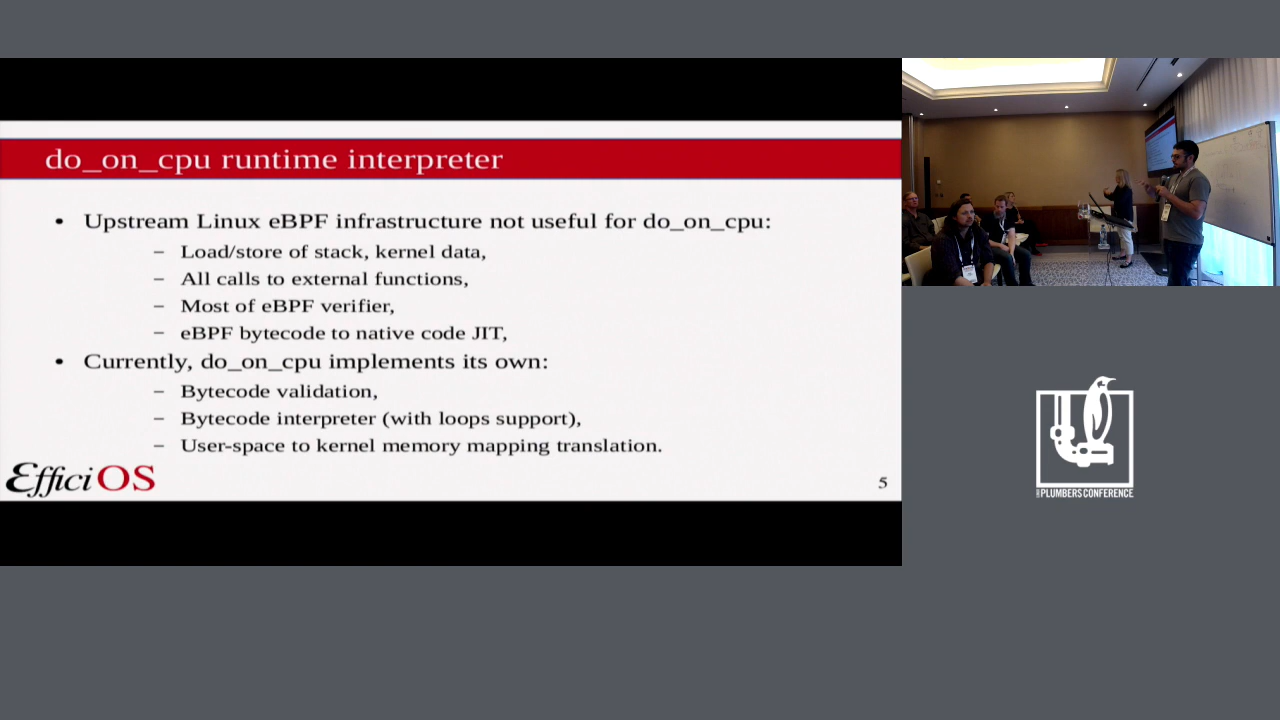 do_on_cpu runtime interpreter
• Upstream Linux eBPF infrastructure not useful for do_on_cpu:
– Load/store of stack, kernel data,
– All calls to external functions,
– Most of eBPF verifier,
– eBPF bytecode to native code JIT,
• Currently, do_on_cpu implements its own:
– Bytecode validation,
– Bytecode interpreter (with loops support),
– User-space to kernel memory mapping translation.
EfficiOS
5
PLUMBERS CONFERENCE